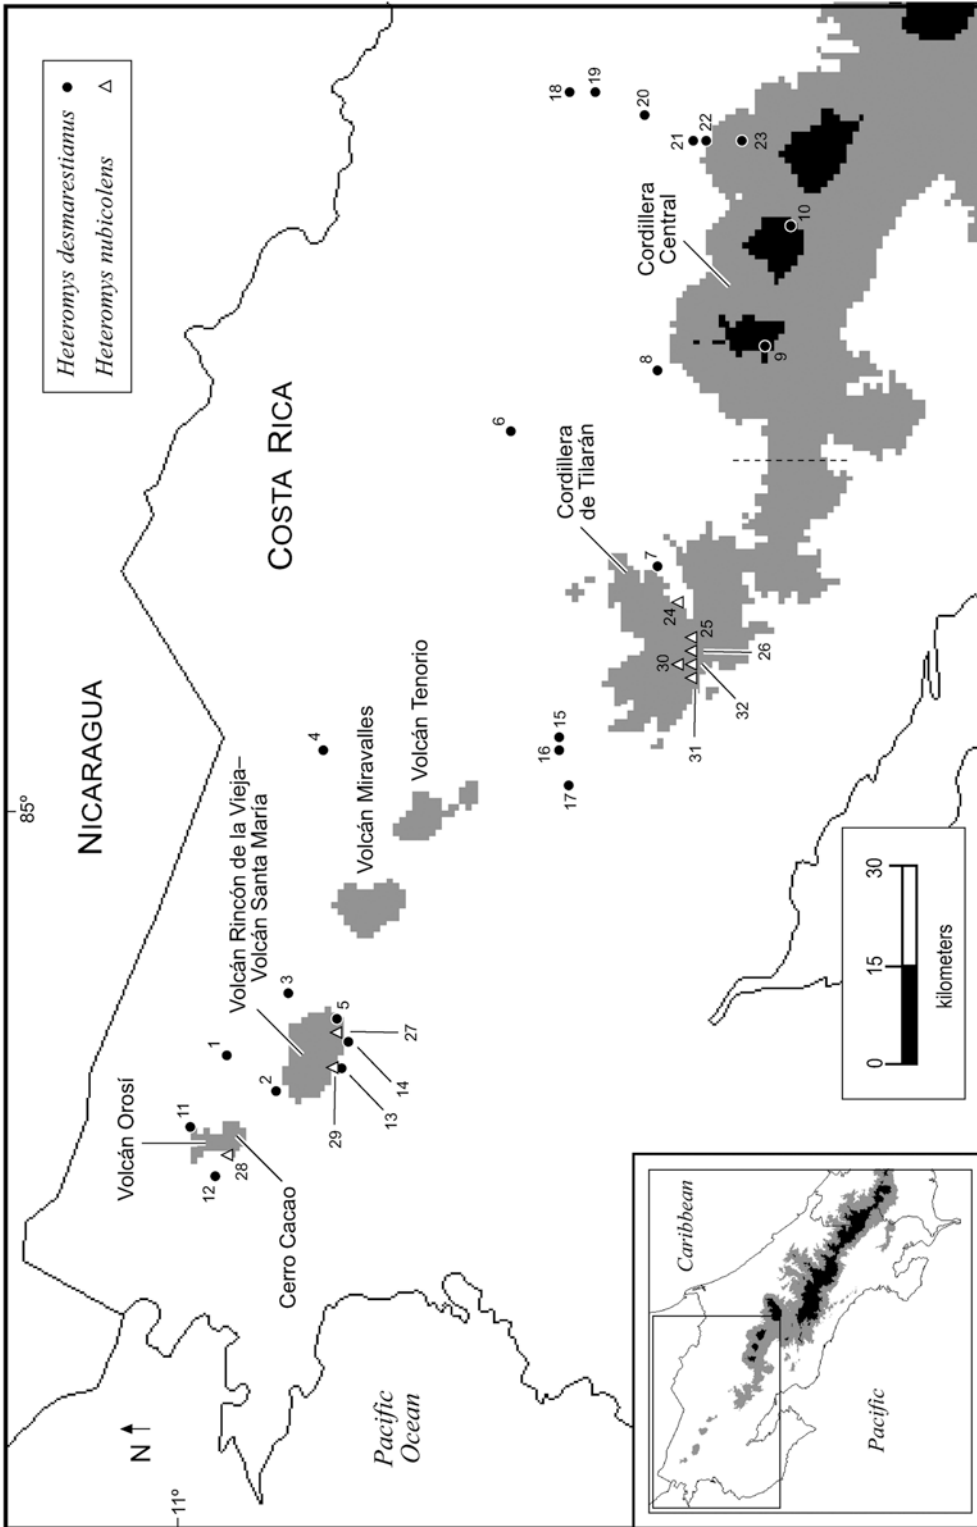 85°
11°
N
NICARAGUA
COSTA RICA
Heteromys desmarestianus
Heteromys nubicolens
Volcán Orosí
Cerro Cacao
Volcán Rincón de la Vieja–
Volcán Santa María
Volcán Miravalles
Volcán Tenorio
Cordillera
de Tilarán
Cordillera
Central
Pacific
Ocean
11
12
28
1
2
3
29
5
27
14
13
4
17
16
15
6
8
7
24
30
25
26
32
31
18
19
20
21
22
23
10
9
0
15
30
kilometers
Caribbean
Pacific